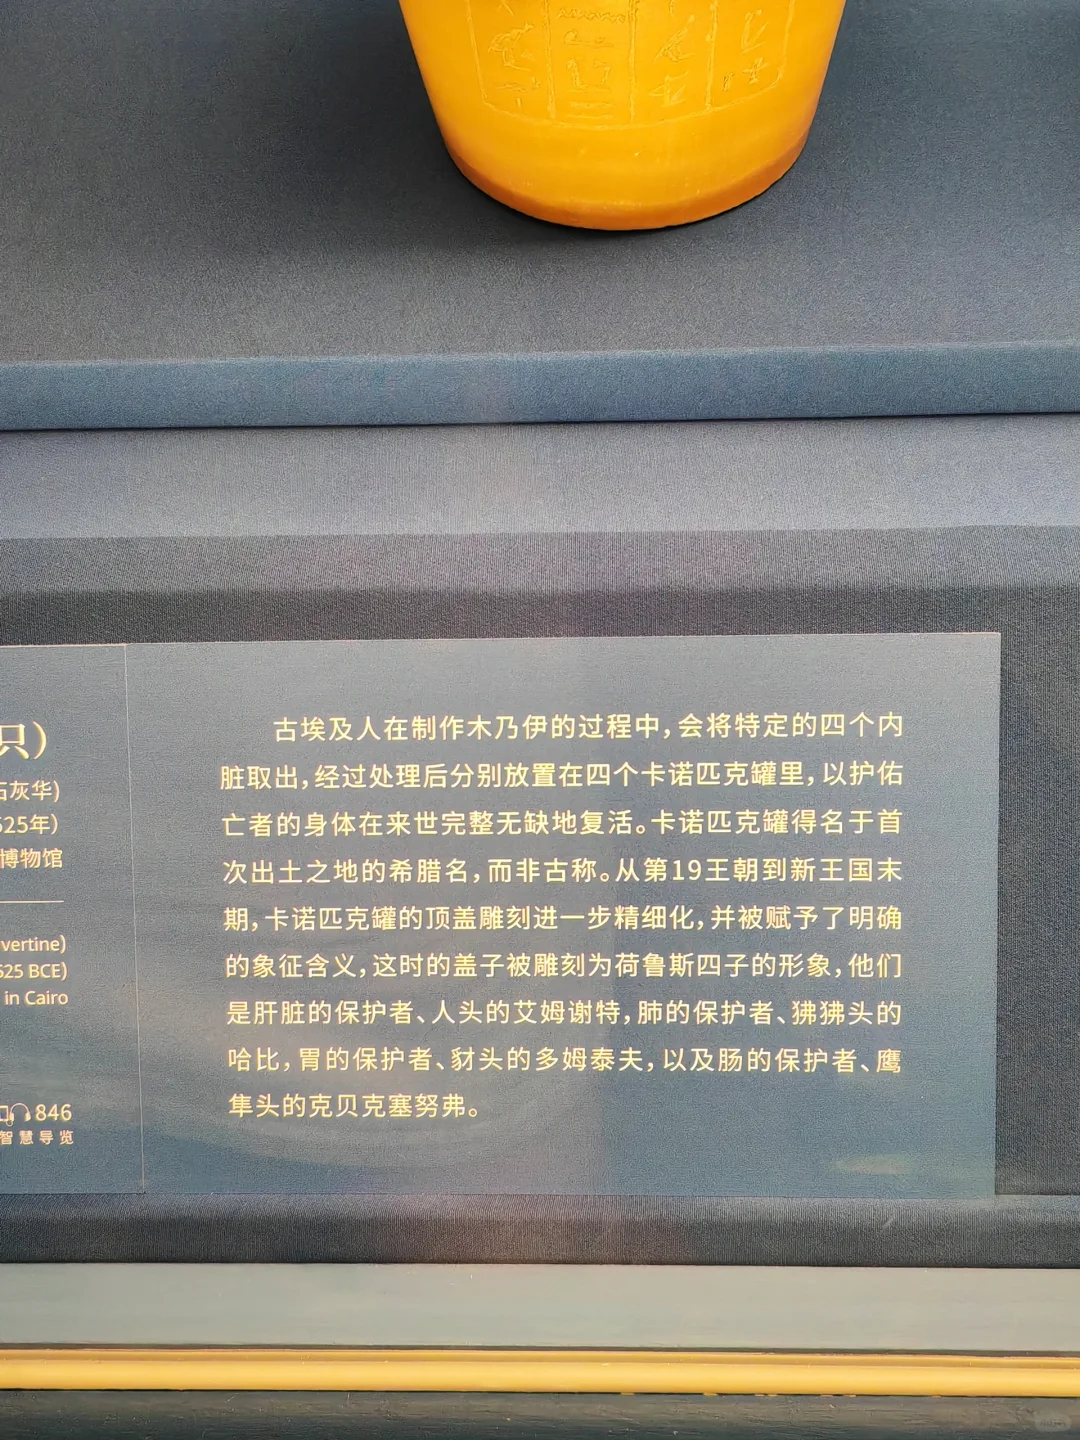 只）
石灰华）
525年）
博物馆
vertine)
525 BCE)
in Cairo
846
智慧导览
古埃及人在制作木乃伊的过程中，会将特定的四个内
脏取出，经过处理后分别放置在四个卡诺匹克罐里，以护佑
亡者的身体在来世完整无缺地复活。卡诺匹克罐得名于首
次出土之地的希腊名，而非古称。从第19王朝到新王国末
期，卡诺匹克罐的顶盖雕刻进一步精细化，并被赋予了明确
的象征含义，这时的盖子被雕刻为荷鲁斯四子的形象，他们
是肝脏的保护者、人头的艾姆谢特，肺的保护者、狒狒头的
哈比，胃的保护者、豺头的多姆泰夫，以及肠的保护者、鹰
隼头的克贝克塞努弗。